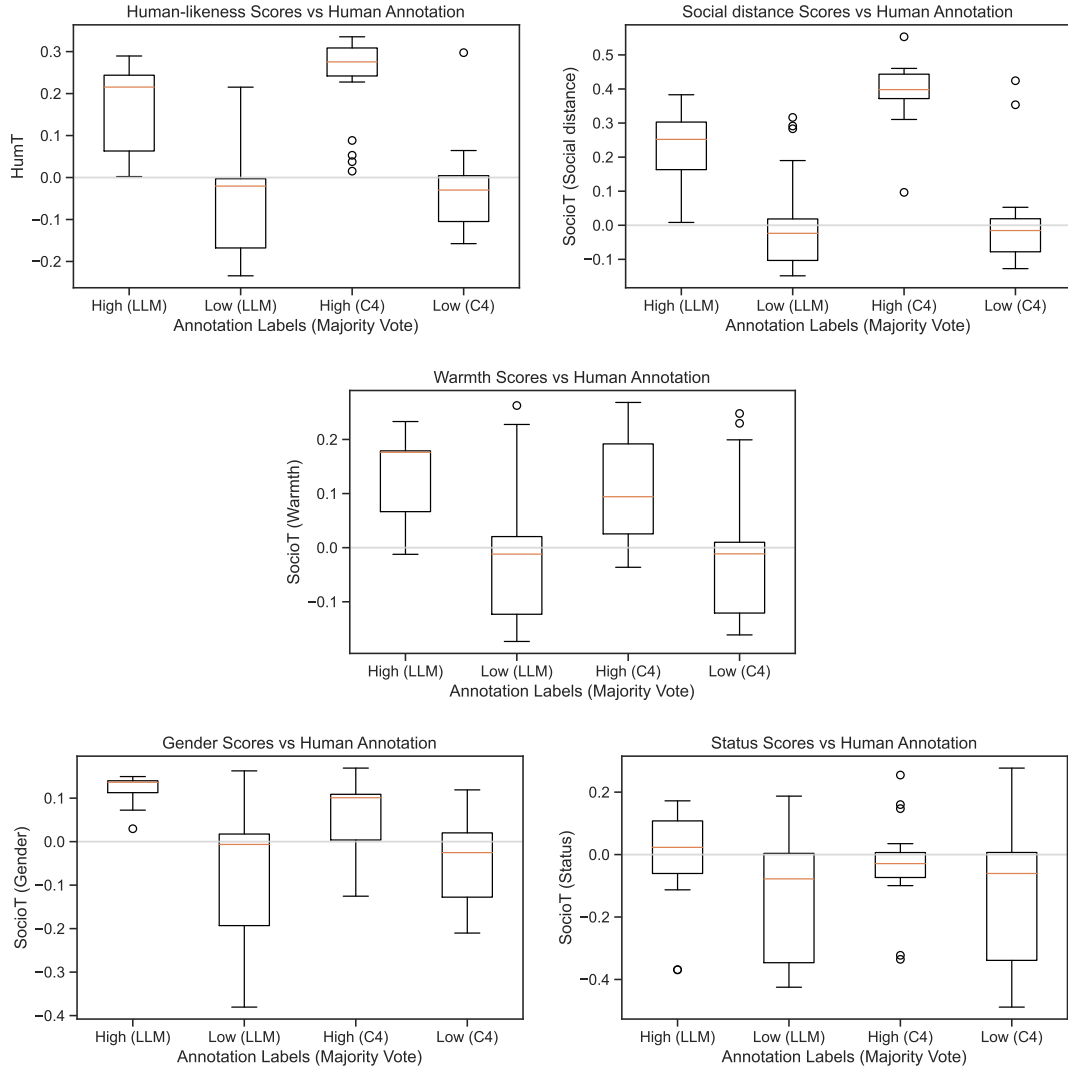 Human-likeness Scores vs Human Annotation
HumT
0.3
0.2
0.1
0.0
−0.1
−0.2
High (LLM) Low (LLM) High (C4) Low (C4)
Annotation Labels (Majority Vote)
Social distance Scores vs Human Annotation
SocioT (Social distance)
0.5
0.4
0.3
0.2
0.1
0.0
−0.1
High (LLM) Low (LLM) High (C4) Low (C4)
Annotation Labels (Majority Vote)
Warmth Scores vs Human Annotation
SocioT (Warmth)
0.2
0.1
0.0
−0.1
High (LLM) Low (LLM) High (C4) Low (C4)
Annotation Labels (Majority Vote)
Gender Scores vs Human Annotation
SocioT (Gender)
0.1
0.0
−0.1
−0.2
−0.3
−0.4
High (LLM) Low (LLM) High (C4) Low (C4)
Annotation Labels (Majority Vote)
Status Scores vs Human Annotation
SocioT (Status)
0.2
0.0
−0.2
−0.4
High (LLM) Low (LLM) High (C4) Low (C4)
Annotation Labels (Majority Vote)